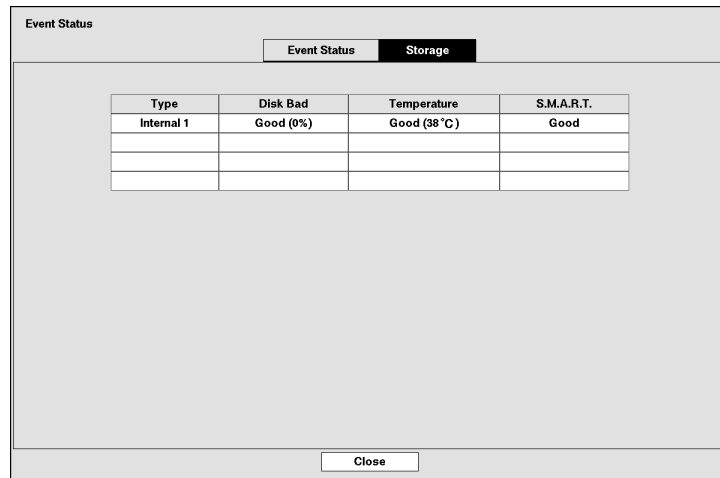 Event Status
Event Status Storage
Type Disk Bad Temperature S.M.A.R.T.
Internal 1 Good (0%) Good (38°C) Good
Close